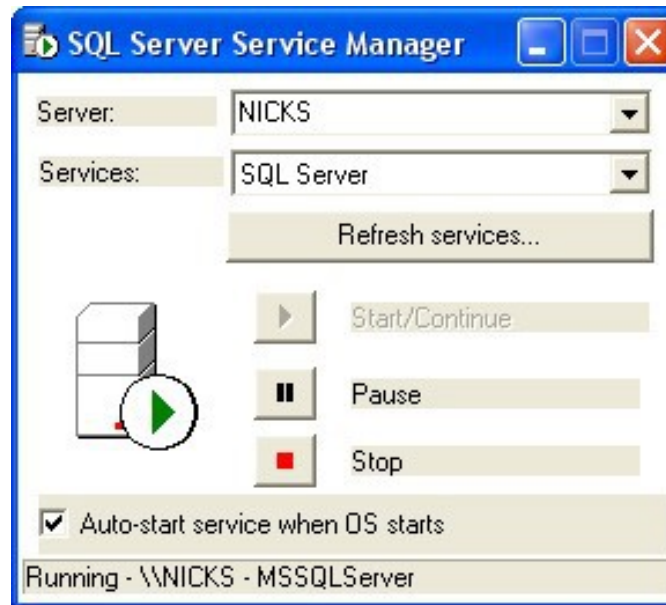 SQL Server Service Manager
Server: NICKS
Services: SQL Server
Refresh services...
Start/Continue
Pause
Stop
Auto-start service when OS starts
Running - \\NICKS - MSSQLServer